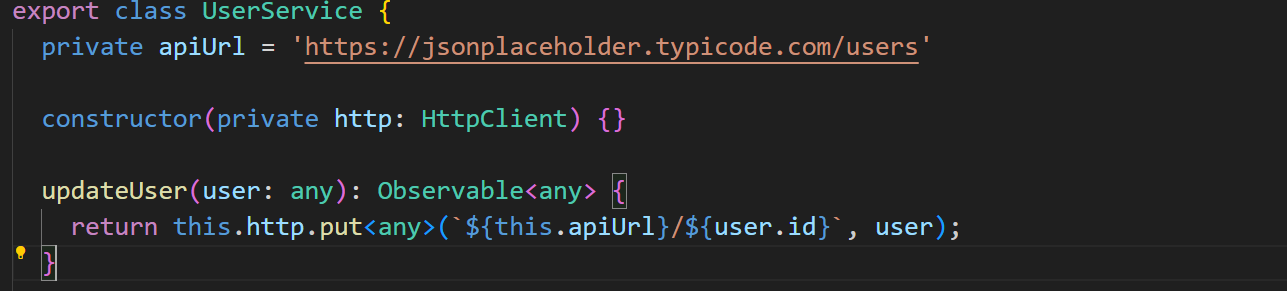 export class UserService {
private apiUrl = 'https://jsonplaceholder.typicode.com/users'
constructor(private http: HttpClient) {}
updateUser(user: any): Observable<any> {
return this.http.put<any>(`${this.apiUrl}/${user.id}`, user);
}